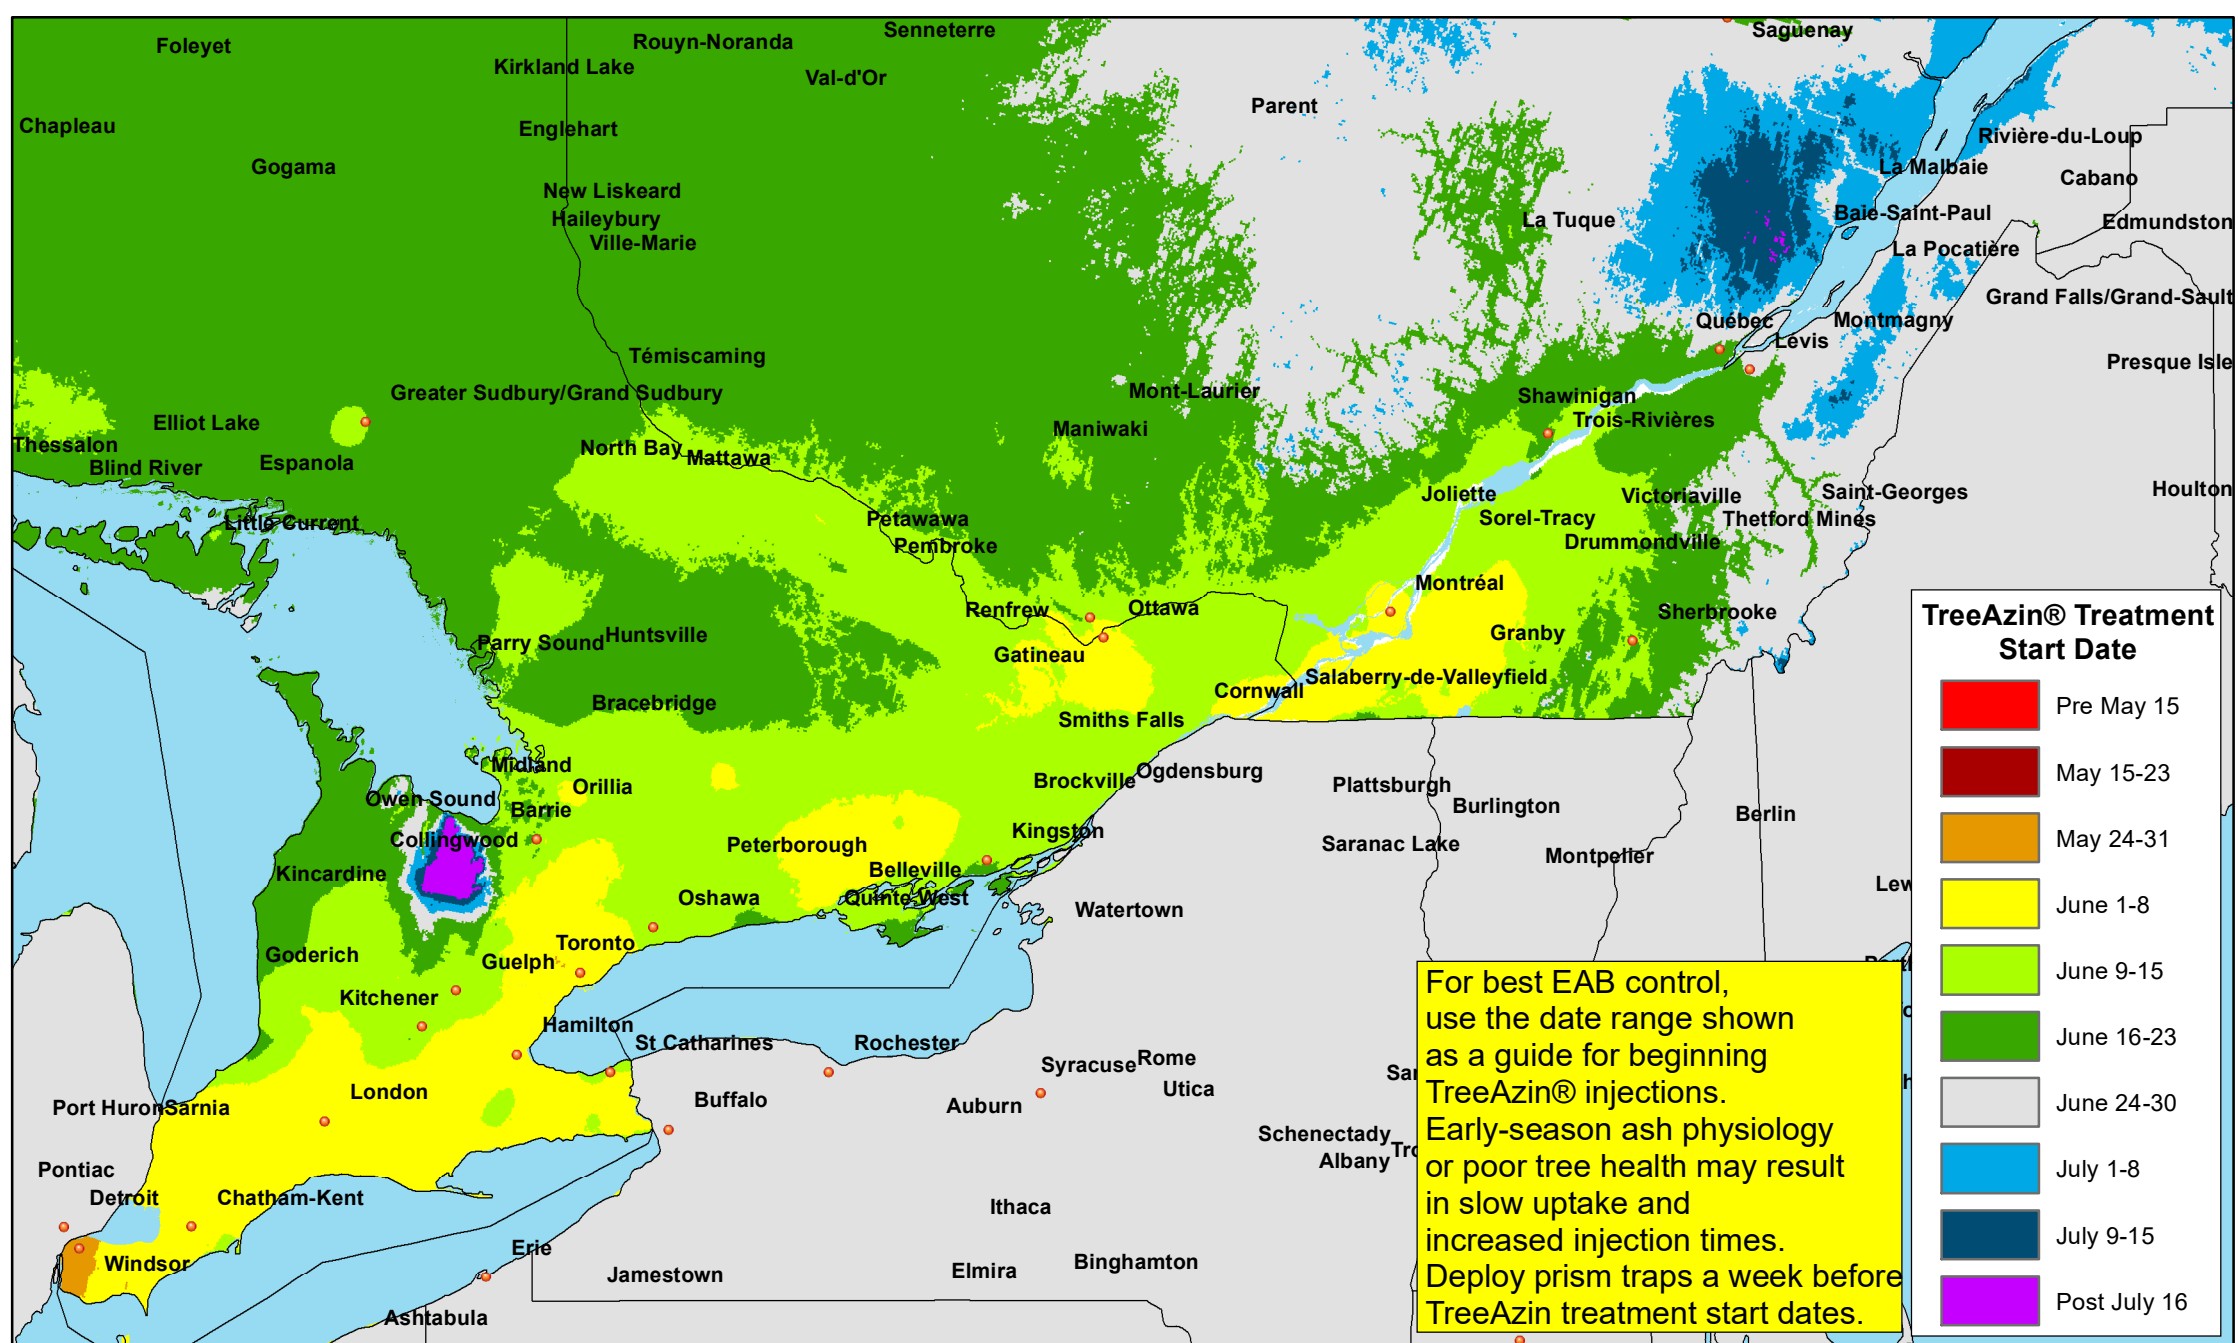 Foleyet
Rouyn-Noranda
Senneterre
Saguenay
Kirkland Lake
Val-d'Or
Parent
Chapleau
Englehart
Rivière-du-Loup
Gogama
La Malbaie
Cabano
New Liskeard
Haileybury
La Tuque
Baie-Saint-Paul
Edmundston
Ville-Marie
La Pocatière
Grand Falls/Grand-Sault
Québec
Montmagny
Lévis
Témiscaming
Presque Isle
Greater Sudbury/Grand Sudbury
Mont-Laurier
Shawinigan
Elliot Lake
Trois-Rivières
Maniwaki
Thessalon
North Bay
Mattawa
Blind River
Espanola
Joliette
Victoriaville
Saint-Georges
Houlton
Little Current
Petawawa
Sorel-Tracy
Thetford Mines
Pembroke
Drummondville
Montréal
Renfrew
Ottawa
Sherbrooke
Parry Sound
Huntsville
Granby
Gatineau
Cornwall
Salaberry-de-Valleyfield
Bracebridge
Smiths Falls
Midland
Orillia
Brockville
Ogdensburg
Plattsburgh
Burlington
Owen Sound
Barrie
Berlin
Collingwood
Peterborough
Kingston
Saranac Lake
Montpelier
Kincardine
Belleville
Lew
Oshawa
Quinte West
Watertown
Goderich
Toronto
Guelph
Kitchener
Hamilton
St Catharines
Rochester
Syracuse
Rome
Utica
London
Buffalo
Auburn
Port Huron
Sarnia
Schenectady
Albany
Pontiac
Detroit
Chatham-Kent
Ithaca
Windsor
Erie
Jamestown
Elmira
Binghamton
Ashtabula
For best EAB control,
use the date range shown
as a guide for beginning
TreeAzin® injections.
Early-season ash physiology
or poor tree health may result
in slow uptake and
increased injection times.
Deploy prism traps a week before
TreeAzin treatment start dates.
TreeAzin® Treatment
Start Date
Pre May 15
May 15-23
May 24-31
June 1-8
June 9-15
June 16-23
June 24-30
July 1-8
July 9-15
Post July 16